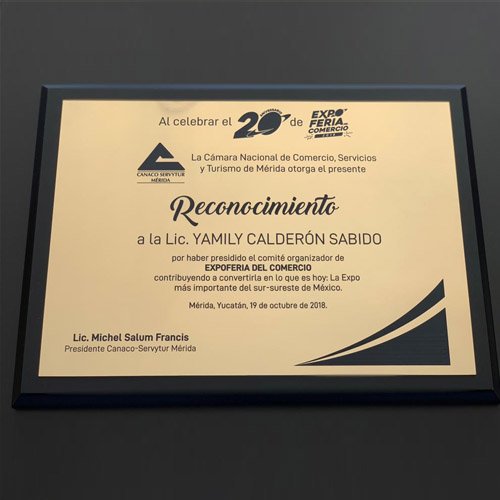 Al celebrar el 20 ANIVERSARIO de EXPO FERIA DEL COMERCIO 2018
CANACO SERVYTUR
MÉRIDA
La Cámara Nacional de Comercio, Servicios
y Turismo de Mérida otorga el presente
Reconocimiento
a la Lic. YAMILY CALDERÓN SABIDO
por haber presidido el comité organizador de
EXPOFERIA DEL COMERCIO
contribuyendo a convertirla en lo que es hoy: La Expo
más importante del sur-sureste de México.
Mérida, Yucatán, 19 de octubre de 2018.
Lic. Michel Salum Francis
Presidente Canaco-Servytur Mérida